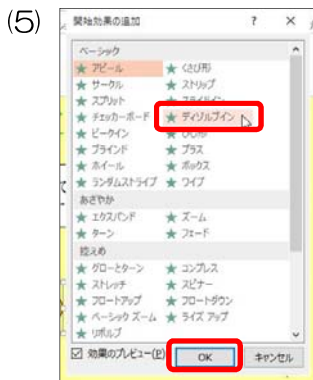 (5)
開始効果の追加 ? ×
ベーシック
アピール くさび形
サークル ストリップ
スプリット スライドイン
チェッカーボード ディゾルブイン
ピークイン ひし形
ブラインド プラス
ホイール ボックス
ランダムストライプ ワイプ
あざやか
エクスパンド ズーム
ターン フェード
控えめ
グローとターン コンプレス
ストレッチ スピナー
フロートアップ フロートダウン
ベーシック ズーム ライズ アップ
リボルブ
効果のプレビュー(P) OK キャンセル